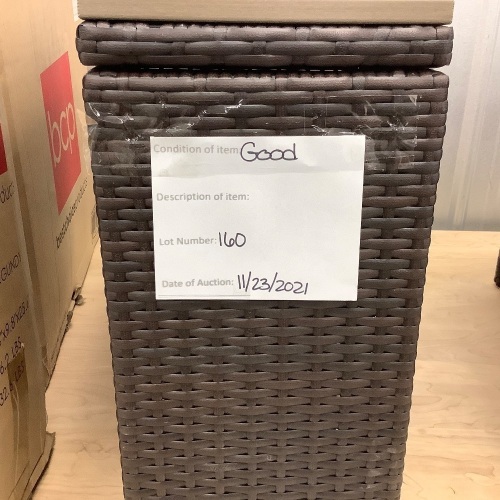 Condition of item: Good
Description of item:
Lot Number: 160
Date of Auction: 11/23/2021
bcp